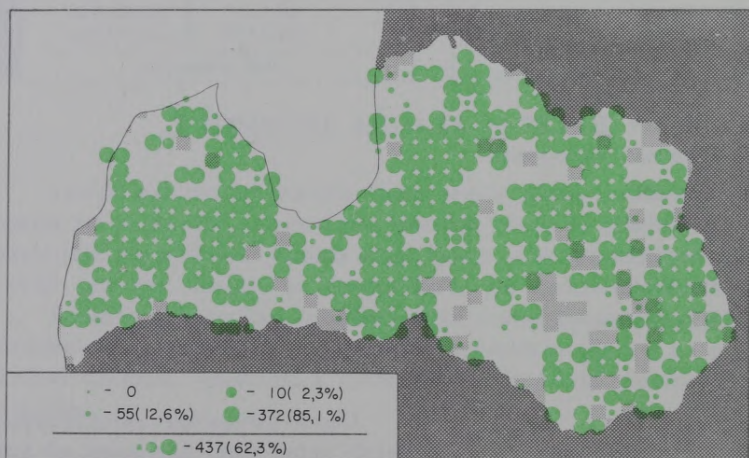 - 0 - 10( 2,3%)
- 55(12,6%) -372(85,1%)
-437(62,3%)